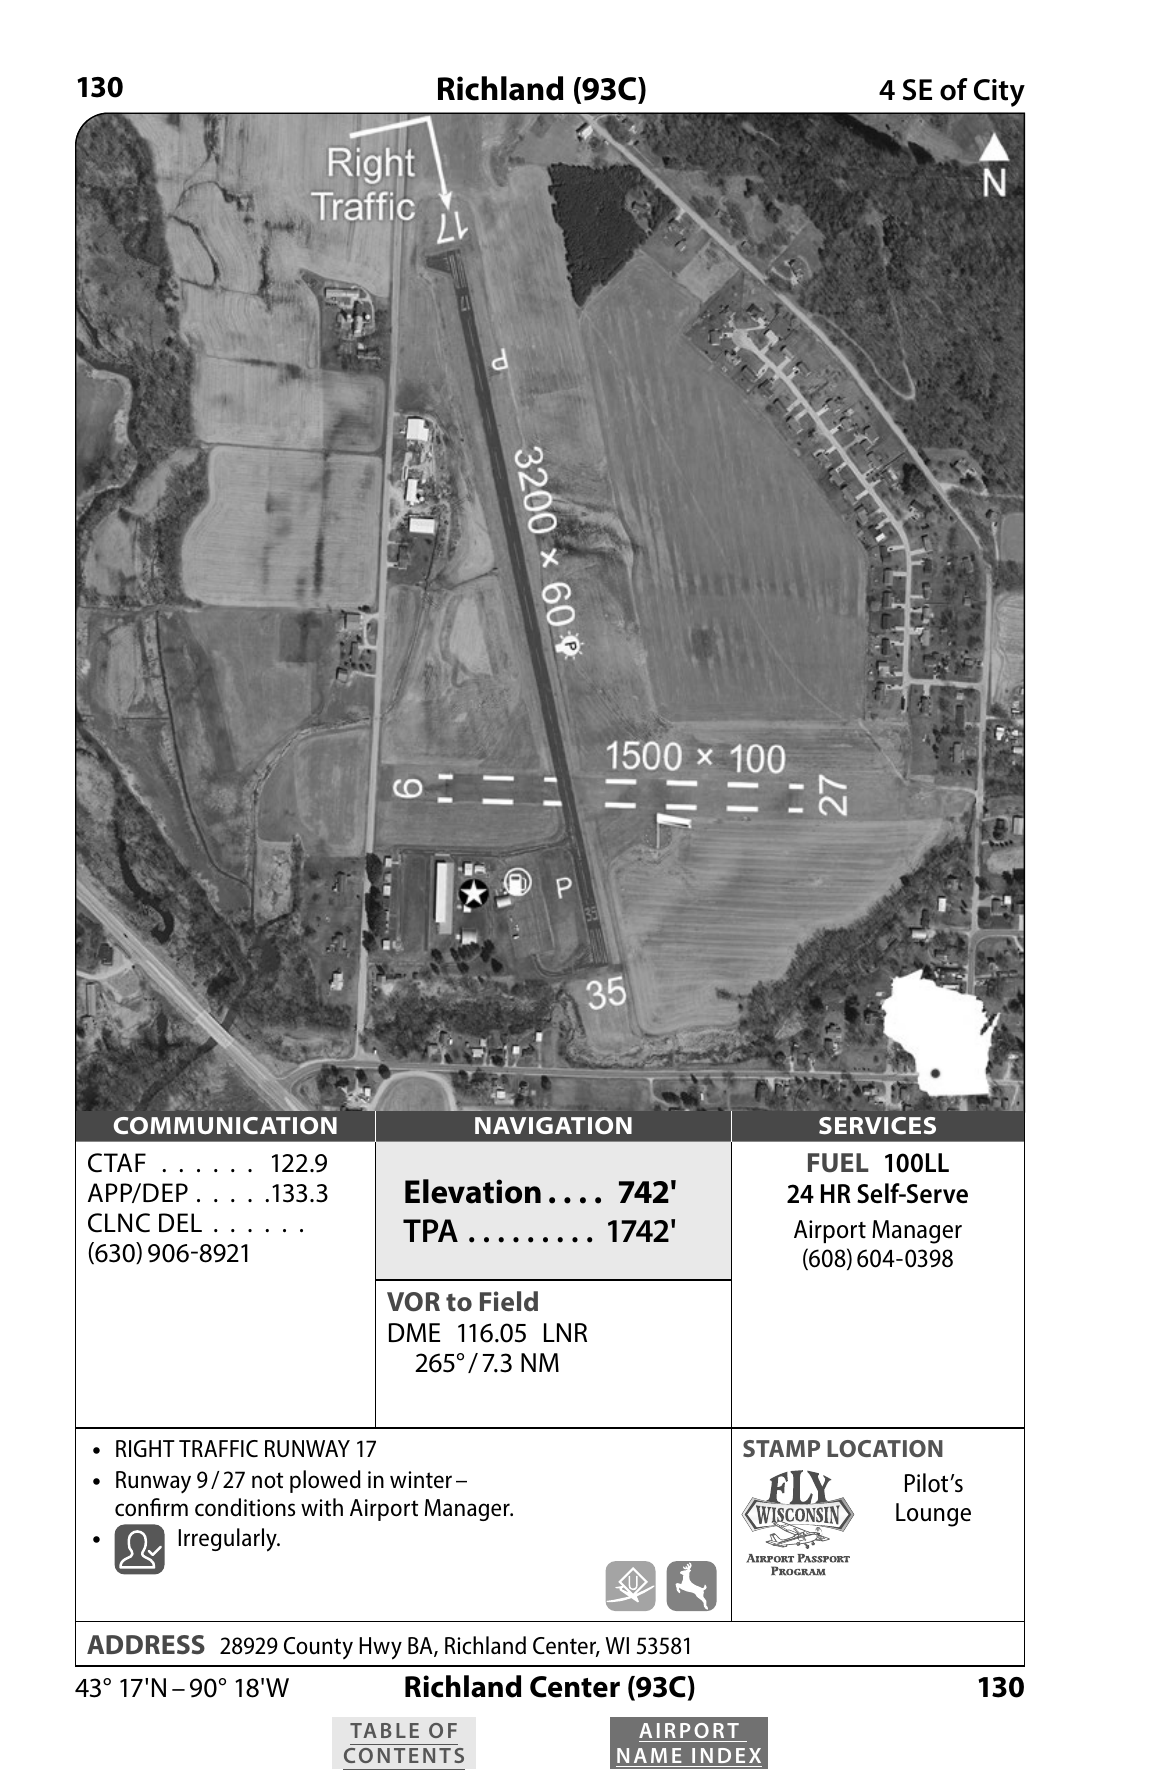 130 Richland (93C) 4 SE of City
Right
Traffic
N
17
17
P
3200 × 60
P
1500 × 100
9
27
P
35
35
COMMUNICATION NAVIGATION SERVICES
CTAF . . . . . . 122.9
APP/DEP . . . . .133.3
CLNC DEL . . . . . .
(630) 906-8921
Elevation . . . . 742'
TPA . . . . . . . . . 1742'
VOR to Field
DME 116.05 LNR
265° / 7.3 NM
FUEL 100LL
24 HR Self-Serve
Airport Manager
(608) 604-0398
• RIGHT TRAFFIC RUNWAY 17
• Runway 9 / 27 not plowed in winter –
confirm conditions with Airport Manager.
• Irregularly.
U
STAMP LOCATION
FLY
WISCONSIN
AIRPORT PASSPORT
PROGRAM
Pilot’s
Lounge
ADDRESS 28929 County Hwy BA, Richland Center, WI 53581
43° 17'N – 90° 18'W Richland Center (93C) 130
TABLE OF
CONTENTS
AIRPORT
NAME INDEX